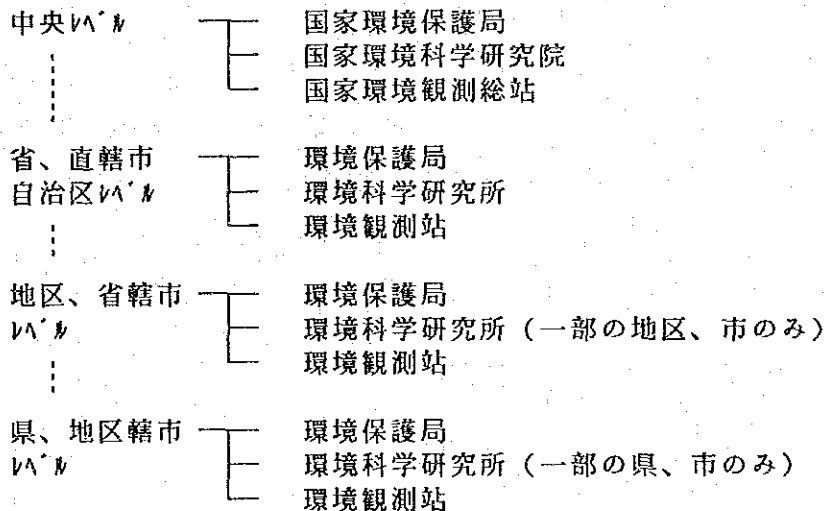 中央ﾚﾍﾞﾙ 国家環境保護局
国家環境科学研究院
国家環境観測総站
省、直轄市 環境保護局
自治区ﾚﾍﾞﾙ 環境科学研究所
環境観測站
地区、省轄市 環境保護局
ﾚﾍﾞﾙ 環境科学研究所（一部の地区、市のみ）
環境観測站
県、地区轄市 環境保護局
ﾚﾍﾞﾙ 環境科学研究所（一部の県、市のみ）
環境観測站